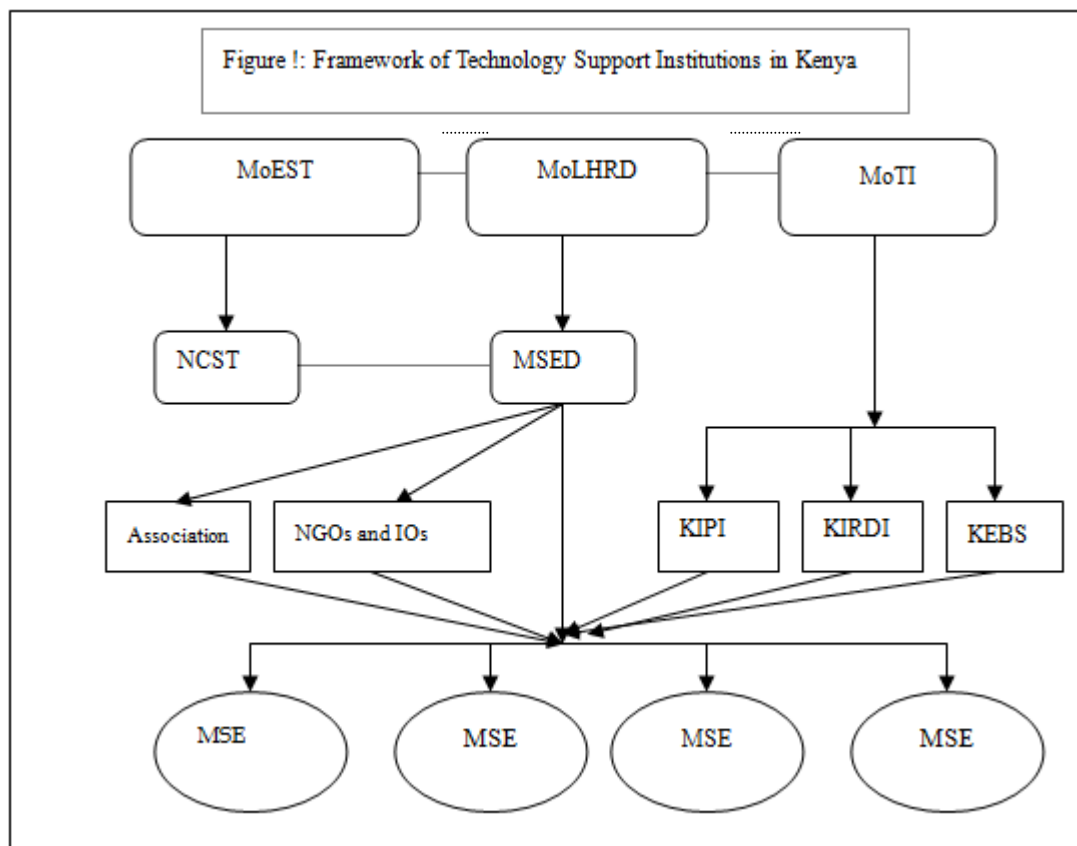 Figure !: Framework of Technology Support Institutions in Kenya
MoEST
MoLHRD
MoTI
NCST
MSED
Association
NGOs and IOs
KIPI
KIRDI
KEBS
MSE
MSE
MSE
MSE